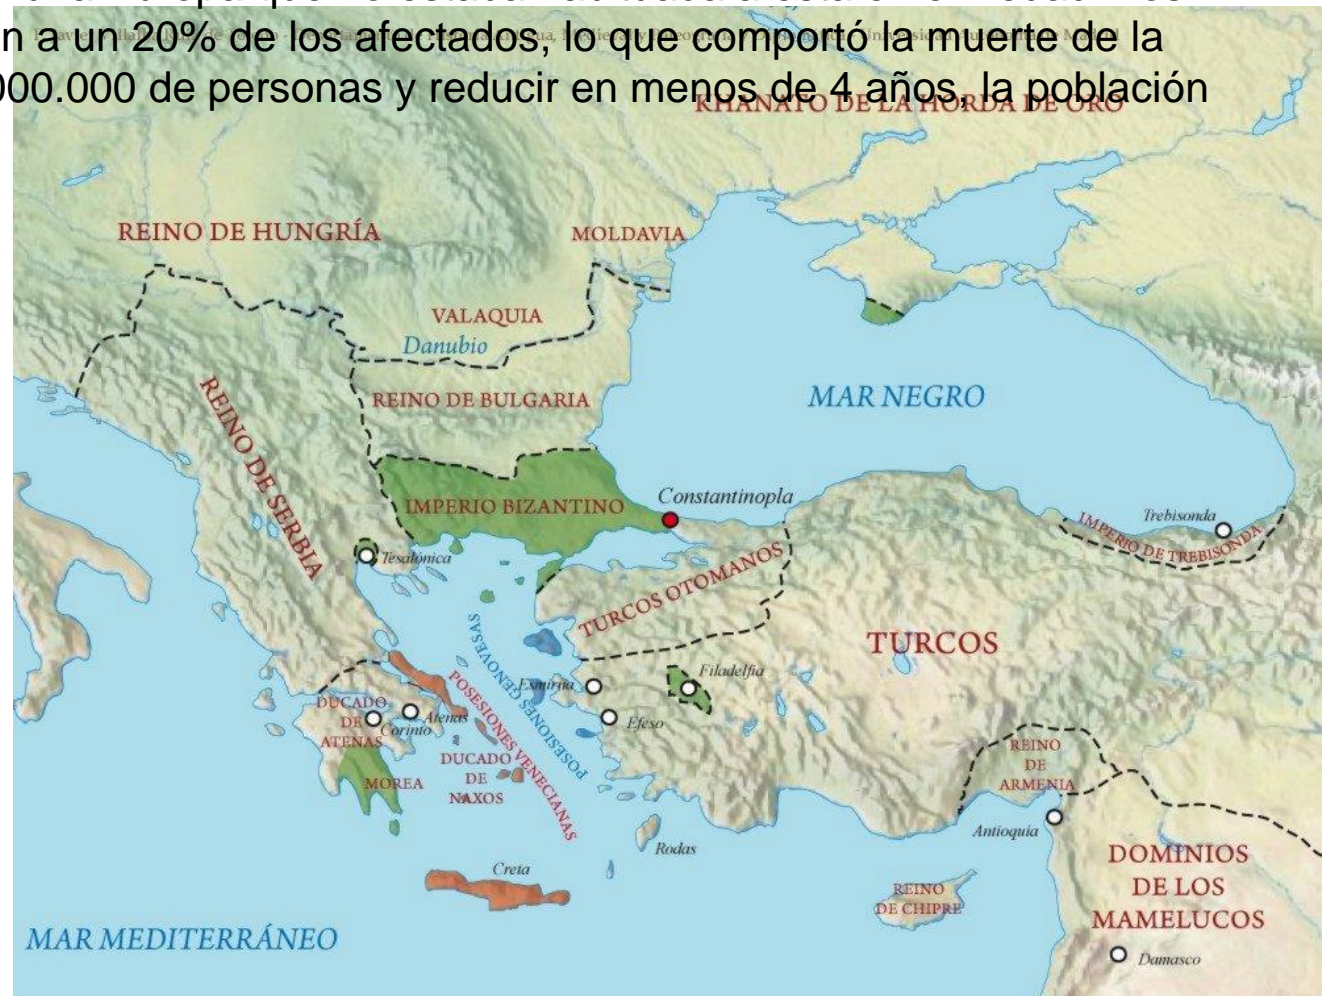 n a un 20% de los afectados, lo que comportó la muerte de la
000.000 de personas y reducir en menos de 4 años, la población
KHANATO DE LA HORDA DE ORO
REINO DE HUNGRÍA
MOLDAVIA
VALAQUIA
Danubio
REINO DE BULGARIA
MAR NEGRO
REINO DE SERBIA
IMPERIO BIZANTINO
Constantinopla
Trebisonda
IMPERIO DE TREBISONDA
Tesalónica
TURCOS OTOMANOS
TURCOS
POSESIONES GENOVESAS
Filadelfia
Esmirna
POSESIONES VENECIANAS
DUCADO
DE
ATENAS
Corinto
Atenas
Efeso
DUCADO
DE
NAXOS
MOREA
REINO
DE
ARMENIA
Antioquia
Rodas
Creta
REINO
DE CHIPRE
DOMINIOS
DE LOS
MAMELUCOS
MAR MEDITERRÁNEO
Damasco